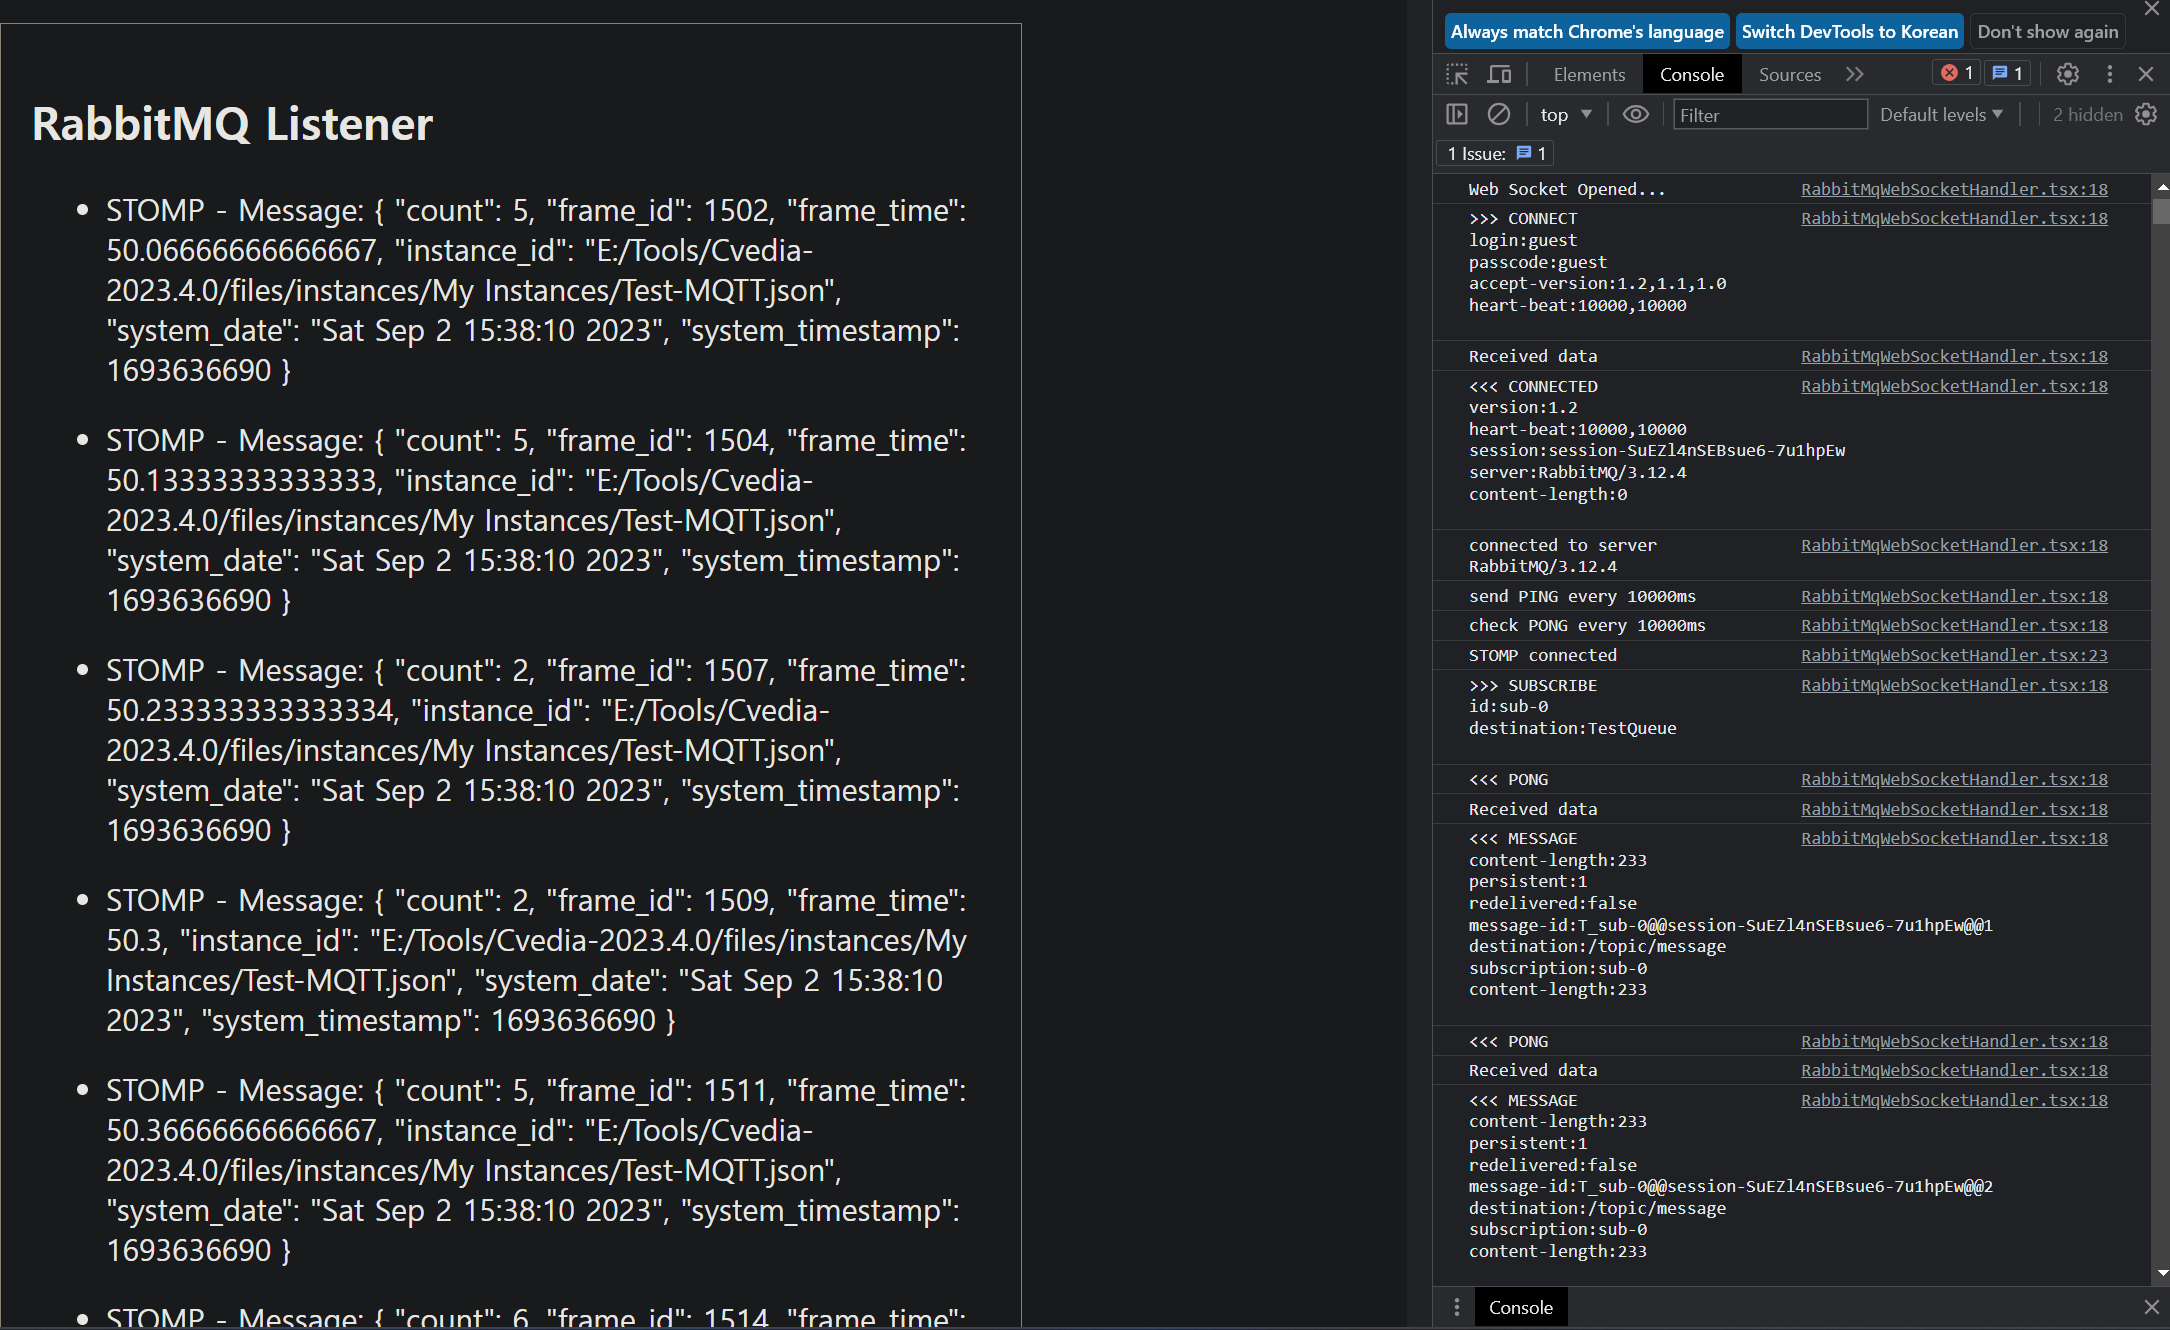 RabbitMQ Listener
STOMP - Message: { "count": 5, "frame_id": 1502, "frame_time":
50.06666666666667, "instance_id": "E:/Tools/Cvedia-
2023.4.0/files/instances/My Instances/Test-MQTT.json",
"system_date": "Sat Sep 2 15:38:10 2023", "system_timestamp":
1693636690 }
STOMP - Message: { "count": 5, "frame_id": 1504, "frame_time":
50.13333333333333, "instance_id": "E:/Tools/Cvedia-
2023.4.0/files/instances/My Instances/Test-MQTT.json",
"system_date": "Sat Sep 2 15:38:10 2023", "system_timestamp":
1693636690 }
STOMP - Message: { "count": 2, "frame_id": 1507, "frame_time":
50.233333333333334, "instance_id": "E:/Tools/Cvedia-
2023.4.0/files/instances/My Instances/Test-MQTT.json",
"system_date": "Sat Sep 2 15:38:10 2023", "system_timestamp":
1693636690 }
STOMP - Message: { "count": 2, "frame_id": 1509, "frame_time":
50.3, "instance_id": "E:/Tools/Cvedia-2023.4.0/files/instances/My
Instances/Test-MQTT.json", "system_date": "Sat Sep 2 15:38:10
2023", "system_timestamp": 1693636690 }
STOMP - Message: { "count": 5, "frame_id": 1511, "frame_time":
50.36666666666667, "instance_id": "E:/Tools/Cvedia-
2023.4.0/files/instances/My Instances/Test-MQTT.json",
"system_date": "Sat Sep 2 15:38:10 2023", "system_timestamp":
1693636690 }
STOMP - Message: { "count": 6, "frame_id": 1514, "frame_time":
Always match Chrome's language Switch DevTools to Korean Don't show again
Elements Console Sources 1 1
top Filter Default levels 2 hidden
1 Issue: 1
Web Socket Opened... RabbitMqWebSocketHandler.tsx:18
>>> CONNECT RabbitMqWebSocketHandler.tsx:18
login:guest
passcode:guest
accept-version:1.2,1.1,1.0
heart-beat:10000,10000
Received data RabbitMqWebSocketHandler.tsx:18
<<< CONNECTED RabbitMqWebSocketHandler.tsx:18
version:1.2
heart-beat:10000,10000
session:session-SuEZl4nSEBsue6-7u1hpEw
server:RabbitMQ/3.12.4
content-length:0
connected to server RabbitMqWebSocketHandler.tsx:18
RabbitMQ/3.12.4
send PING every 10000ms RabbitMqWebSocketHandler.tsx:18
check PONG every 10000ms RabbitMqWebSocketHandler.tsx:18
STOMP connected RabbitMqWebSocketHandler.tsx:23
>>> SUBSCRIBE RabbitMqWebSocketHandler.tsx:18
id:sub-0
destination:TestQueue
<<< PONG RabbitMqWebSocketHandler.tsx:18
Received data RabbitMqWebSocketHandler.tsx:18
<<< MESSAGE RabbitMqWebSocketHandler.tsx:18
content-length:233
persistent:1
redelivered:false
message-id:T_sub-0@@session-SuEZl4nSEBsue6-7u1hpEw@@1
destination:/topic/message
subscription:sub-0
content-length:233
<<< PONG RabbitMqWebSocketHandler.tsx:18
Received data RabbitMqWebSocketHandler.tsx:18
<<< MESSAGE RabbitMqWebSocketHandler.tsx:18
content-length:233
persistent:1
redelivered:false
message-id:T_sub-0@@session-SuEZl4nSEBsue6-7u1hpEw@@2
destination:/topic/message
subscription:sub-0
content-length:233
Console